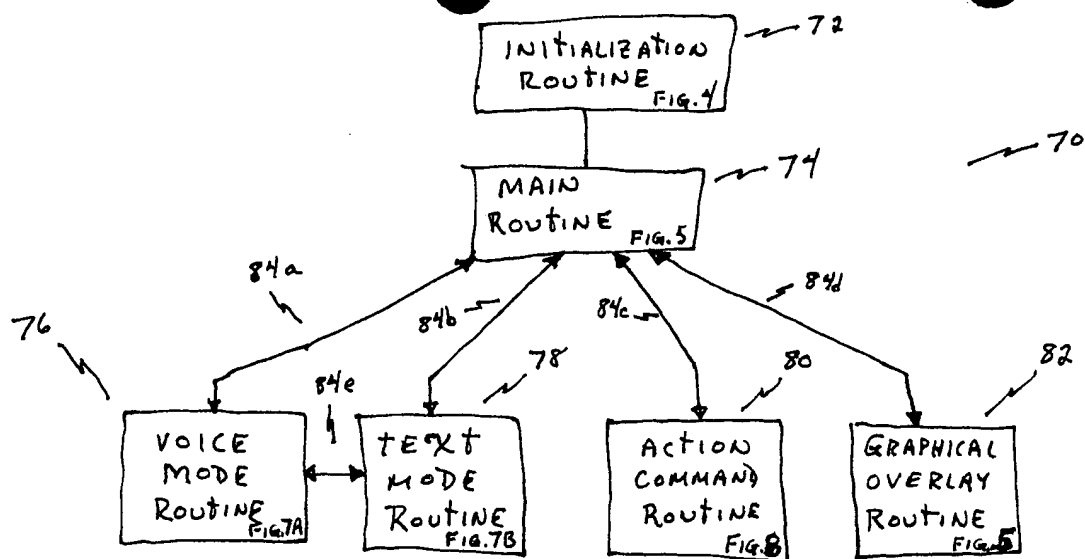 INITIALIZATION
ROUTINE
FIG. 4
72
70
74
MAIN
ROUTINE
FIG. 5
84a
84b
84c
84d
76
84e
78
80
82
VOICE
MODE
ROUTINE
FIG.7A
TEXT
MODE
ROUTINE
FIG.7B
ACTION
COMMAND
ROUTINE
FIG.8
GRAPHICAL
OVERLAY
ROUTINE
FIG.